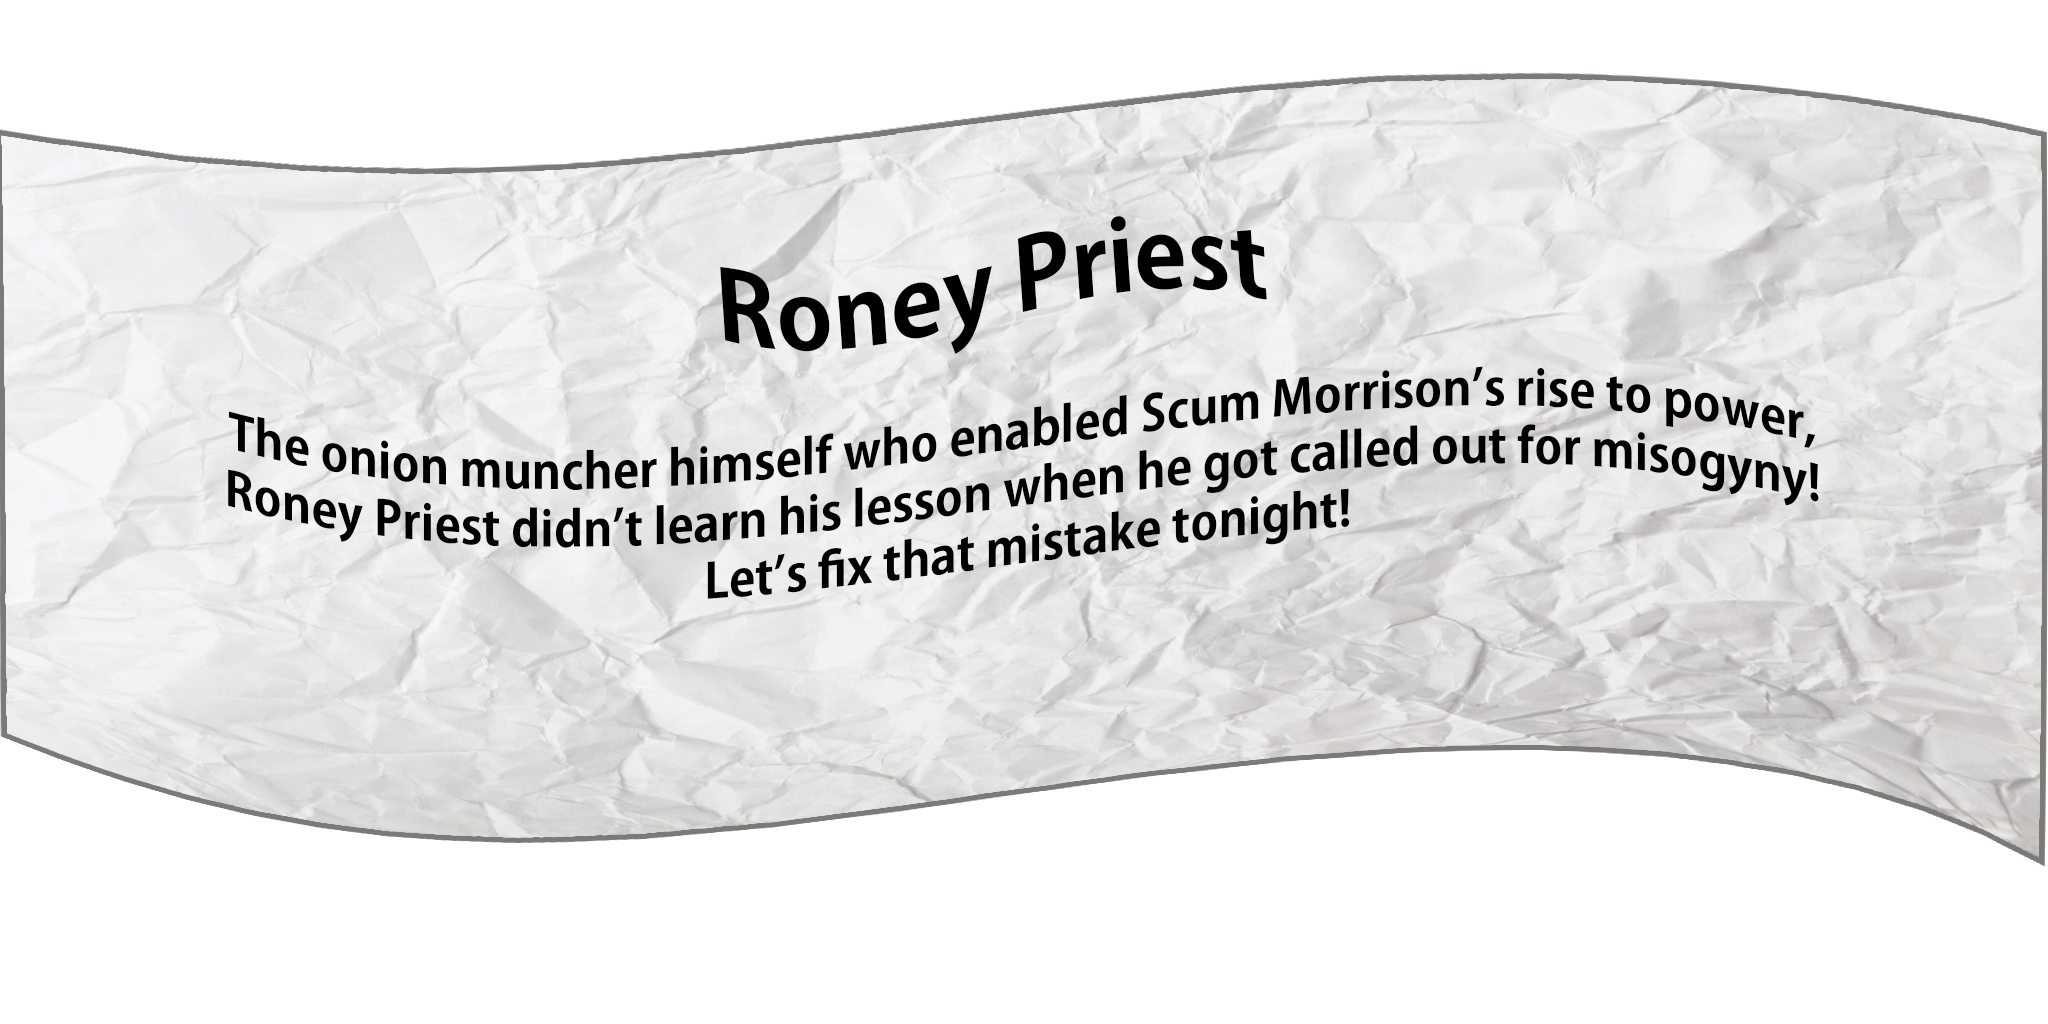 Roney Priest
The onion muncher himself who enabled Scum Morrison’s rise to power,
Roney Priest didn’t learn his lesson when he got called out for misogyny!
Let’s fix that mistake tonight!